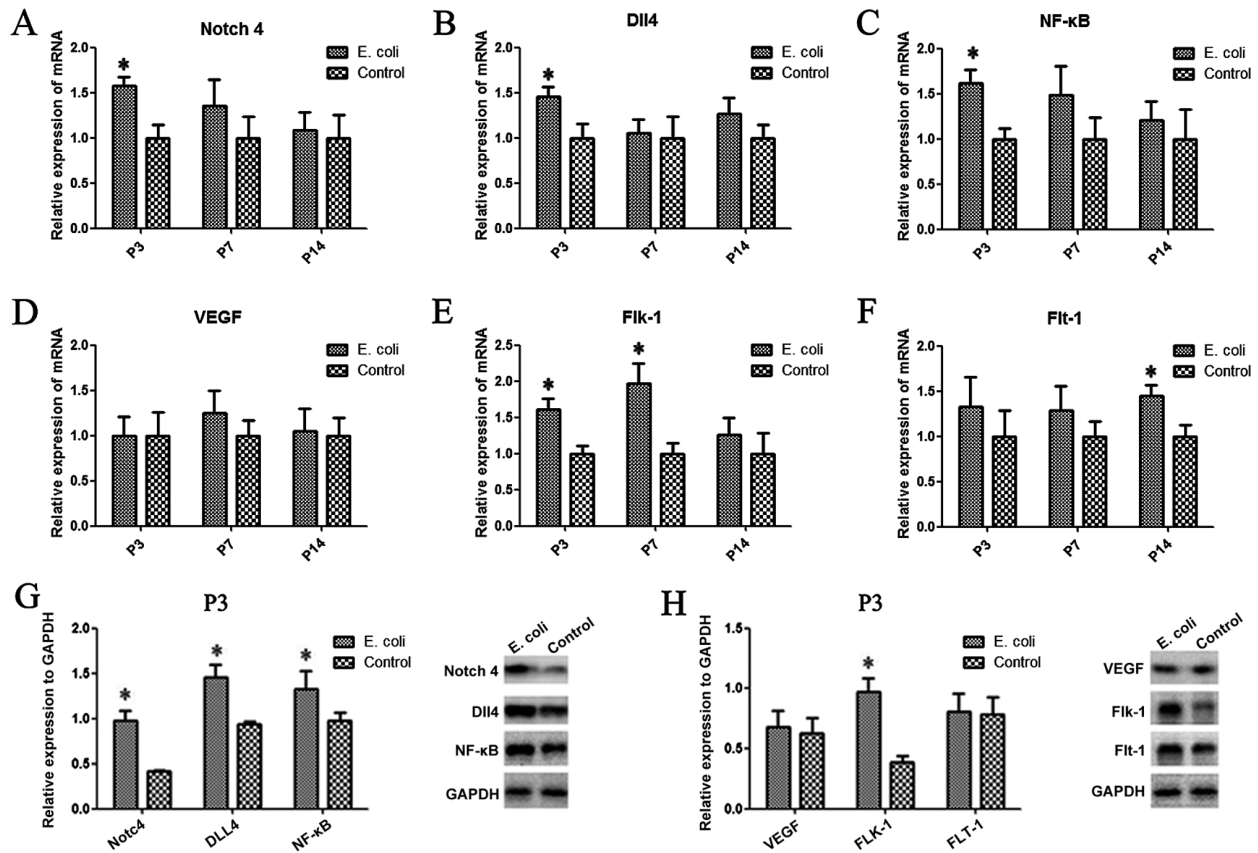 A
Notch 4
Relative expression of mRNA
2.0
1.5
1.0
0.5
0.0
*
E. coli
Control
P3
P7
P14
B
Dll4
Relative expression of mRNA
2.0
1.5
1.0
0.5
0.0
*
E. coli
Control
P3
P7
P14
C
NF-κB
Relative expression of mRNA
2.0
1.5
1.0
0.5
0.0
*
E. coli
Control
P3
P7
P14
D
VEGF
Relative expression of mRNA
2.0
1.5
1.0
0.5
0.0
E. coli
Control
P3
P7
P14
E
Flk-1
Relative expression of mRNA
2.5
2.0
1.5
1.0
0.5
0.0
*
*
E. coli
Control
P3
P7
P14
F
Flt-1
Relative expression of mRNA
2.0
1.5
1.0
0.5
0.0
*
E. coli
Control
P3
P7
P14
G
P3
Relative expression to GAPDH
2.0
1.5
1.0
0.5
0.0
*
*
*
E. coli
Control
Notc4
DLL4
NF-κB
E. coli
Control
Notch 4
Dll4
NF-κB
GAPDH
H
P3
Relative expression to GAPDH
1.5
1.0
0.5
0.0
*
E. coli
Control
VEGF
FLK-1
FLT-1
E. coli
Control
VEGF
Flk-1
Flt-1
GAPDH